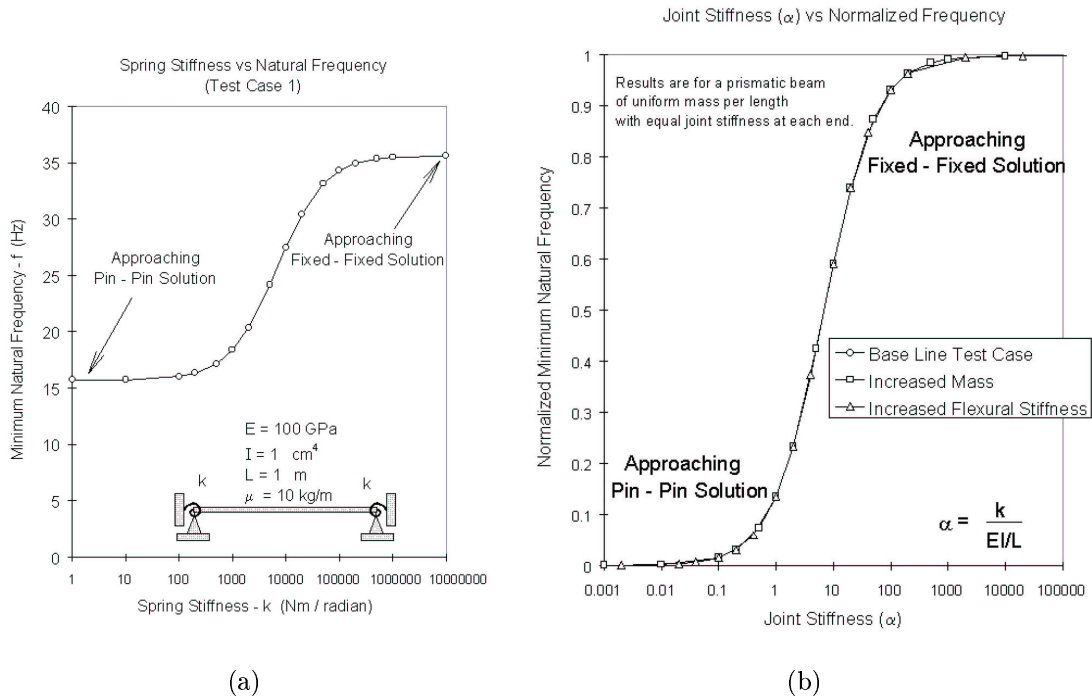 Spring Stiffness vs Natural Frequency
(Test Case 1)
Minimum Natural Frequency - f (Hz)
40
35
30
25
20
15
10
5
0
Approaching
Pin - Pin Solution
Approaching
Fixed - Fixed Solution
E = 100 GPa
I = 1 cm⁴
L = 1 m
μ = 10 kg/m
k
k
1 10 100 1000 10000 100000 1000000 10000000
Spring Stiffness - k (Nm / radian)
(a)
Joint Stiffness (α) vs Normalized Frequency
Normalized Minimum Natural Frequency
1
0.9
0.8
0.7
0.6
0.5
0.4
0.3
0.2
0.1
0
Results are for a prismatic beam
of uniform mass per length
with equal joint stiffness at each end.
Approaching
Fixed - Fixed Solution
Base Line Test Case
Increased Mass
Increased Flexural Stiffness
Approaching
Pin - Pin Solution
α = k
EI/L
0.001 0.01 0.1 1 10 100 1000 10000 100000
Joint Stiffness (α)
(b)